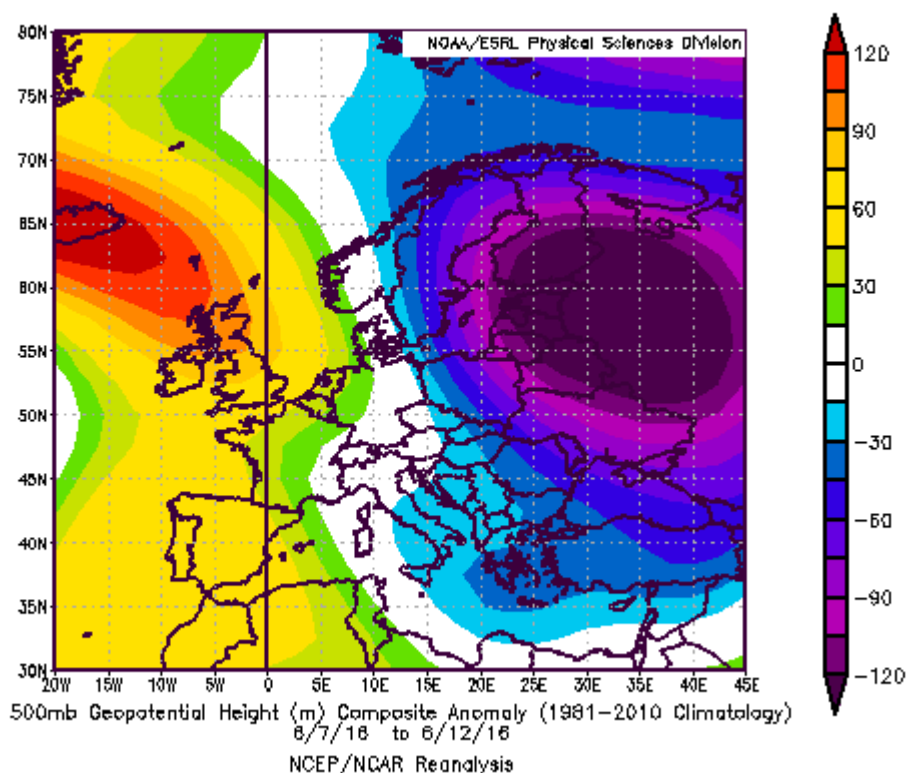 NOAA/ESRL Physical Sciences Division
80N
75N
70N
65N
60N
55N
50N
45N
40N
35N
30N
20W 15W 10W 5W 0 5E 10E 15E 20E 25E 30E 35E 40E 45E
120
90
60
30
0
-30
-60
-90
-120
500mb Geopotential Height (m) Composite Anomaly (1981-2010 Climatology)
6/7/16 to 6/12/16
NCEP/NCAR Reanalysis